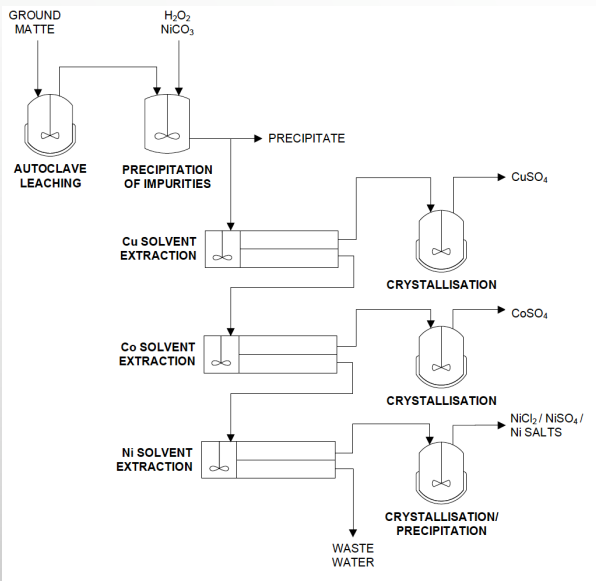 GROUND
MATTE
H₂O₂
NiCO₃
PRECIPITATE
AUTOCLAVE
LEACHING
PRECIPITATION
OF IMPURITIES
CuSO₄
Cu SOLVENT
EXTRACTION
CRYSTALLISATION
CoSO₄
Co SOLVENT
EXTRACTION
CRYSTALLISATION
NiCl₂ / NiSO₄ /
Ni SALTS
Ni SOLVENT
EXTRACTION
CRYSTALLISATION/
PRECIPITATION
WASTE
WATER